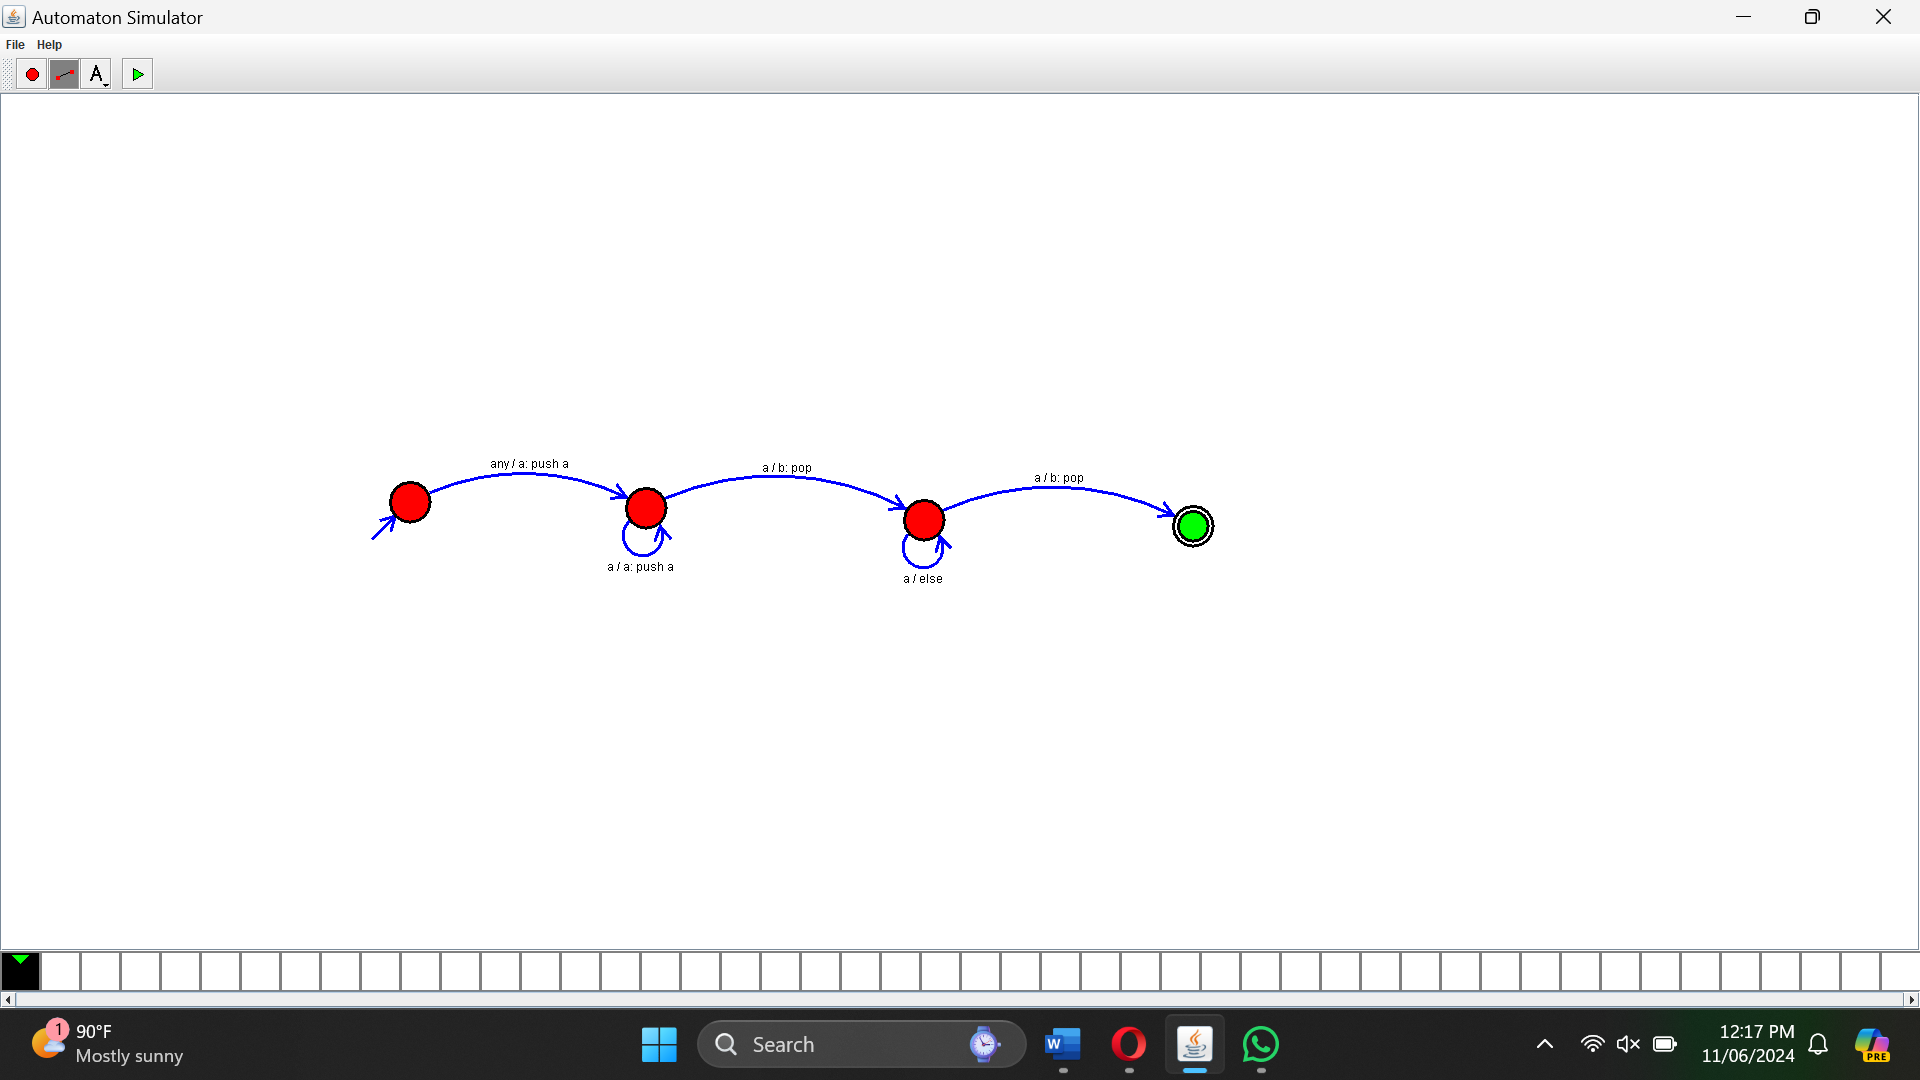 Automaton Simulator
File Help
A
any / a: push a
a / b: pop
a / b: pop
a / a: push a
a / else
1
90°F
Mostly sunny
Search
W
12:17 PM
11/06/2024
PRE